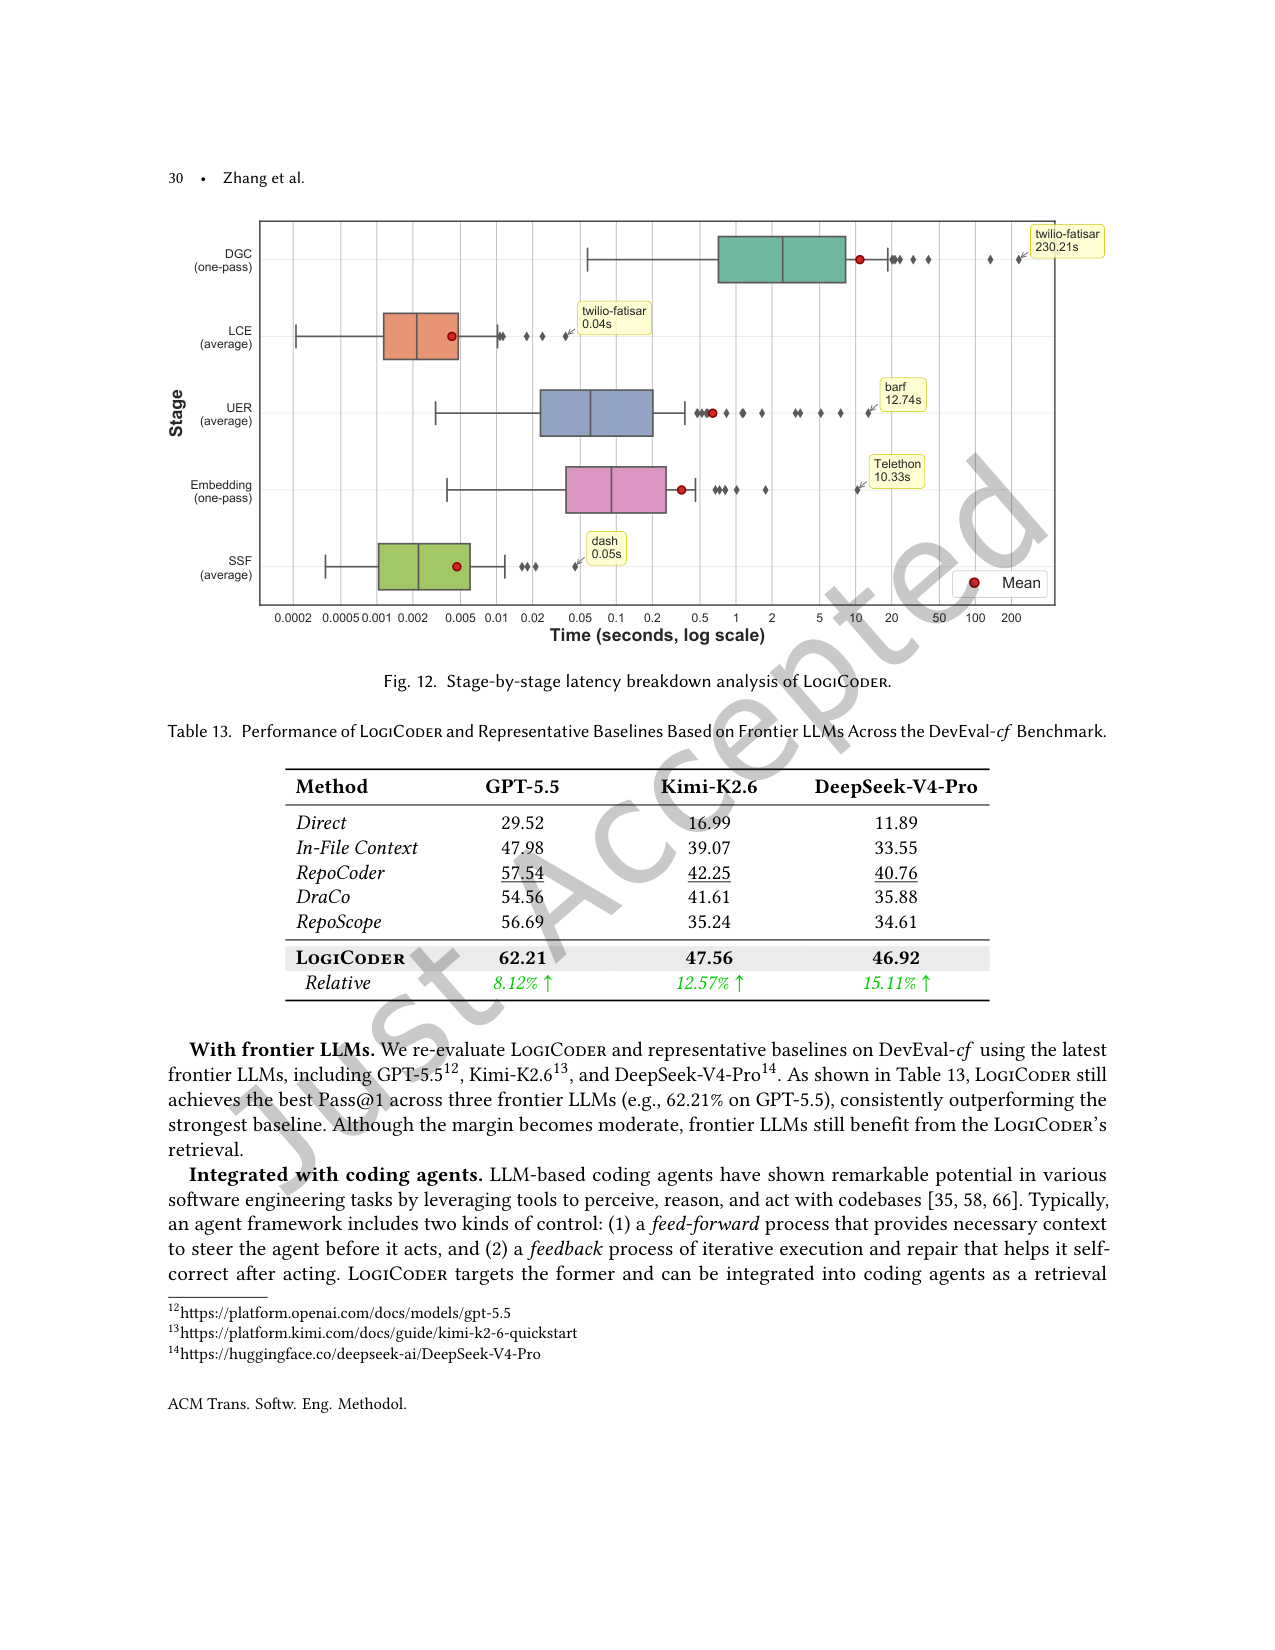 30 • Zhang et al.
twilio-fatisar
230.21s
DGC
(one-pass)
twilio-fatisar
0.04s
LCE
(average)
barf
12.74s
UER
(average)
Stage
Telethon
10.33s
Embedding
(one-pass)
dash
0.05s
SSF
(average)
Mean
0.0002 0.0005 0.001 0.002 0.005 0.01 0.02 0.05 0.1 0.2 0.5 1 2 5 10 20 50 100 200
Time (seconds, log scale)
Fig. 12. Stage-by-stage latency breakdown analysis of LOGICODER.
Table 13. Performance of LOGICODER and Representative Baselines Based on Frontier LLMs Across the DevEval-cf Benchmark.
Method GPT-5.5 Kimi-K2.6 DeepSeek-V4-Pro
Direct 29.52 16.99 11.89
In-File Context 47.98 39.07 33.55
RepoCoder 57.54 42.25 40.76
DraCo 54.56 41.61 35.88
RepoScope 56.69 35.24 34.61
LOGICODER 62.21 47.56 46.92
Relative 8.12% ↑ 12.57% ↑ 15.11% ↑
With frontier LLMs. We re-evaluate LOGICODER and representative baselines on DevEval-cf using the latest
frontier LLMs, including GPT-5.5¹², Kimi-K2.6¹³, and DeepSeek-V4-Pro¹⁴. As shown in Table 13, LOGICODER still
achieves the best Pass@1 across three frontier LLMs (e.g., 62.21% on GPT-5.5), consistently outperforming the
strongest baseline. Although the margin becomes moderate, frontier LLMs still benefit from the LOGICODER's
retrieval.
Integrated with coding agents. LLM-based coding agents have shown remarkable potential in various
software engineering tasks by leveraging tools to perceive, reason, and act with codebases [35, 58, 66]. Typically,
an agent framework includes two kinds of control: (1) a feed-forward process that provides necessary context
to steer the agent before it acts, and (2) a feedback process of iterative execution and repair that helps it self-
correct after acting. LOGICODER targets the former and can be integrated into coding agents as a retrieval
¹²https://platform.openai.com/docs/models/gpt-5.5
¹³https://platform.kimi.com/docs/guide/kimi-k2-6-quickstart
¹⁴https://huggingface.co/deepseek-ai/DeepSeek-V4-Pro
ACM Trans. Softw. Eng. Methodol.
Just Accepted